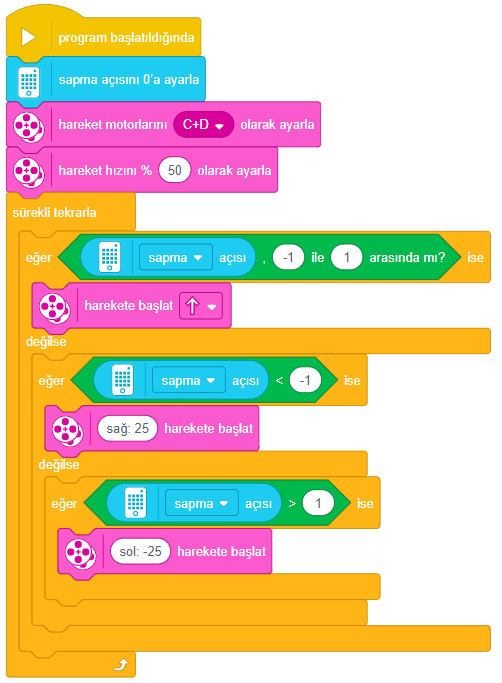 program başlatıldığında
sapma açısını 0'a ayarla
hareket motorlarını C+D olarak ayarla
hareket hızını % 50 olarak ayarla
sürekli tekrarla
eğer sapma açısı , -1 ile 1 arasında mı? ise
harekete başlat
değilse
eğer sapma açısı < -1 ise
sağ: 25 harekete başlat
değilse
eğer sapma açısı > 1 ise
sol: -25 harekete başlat